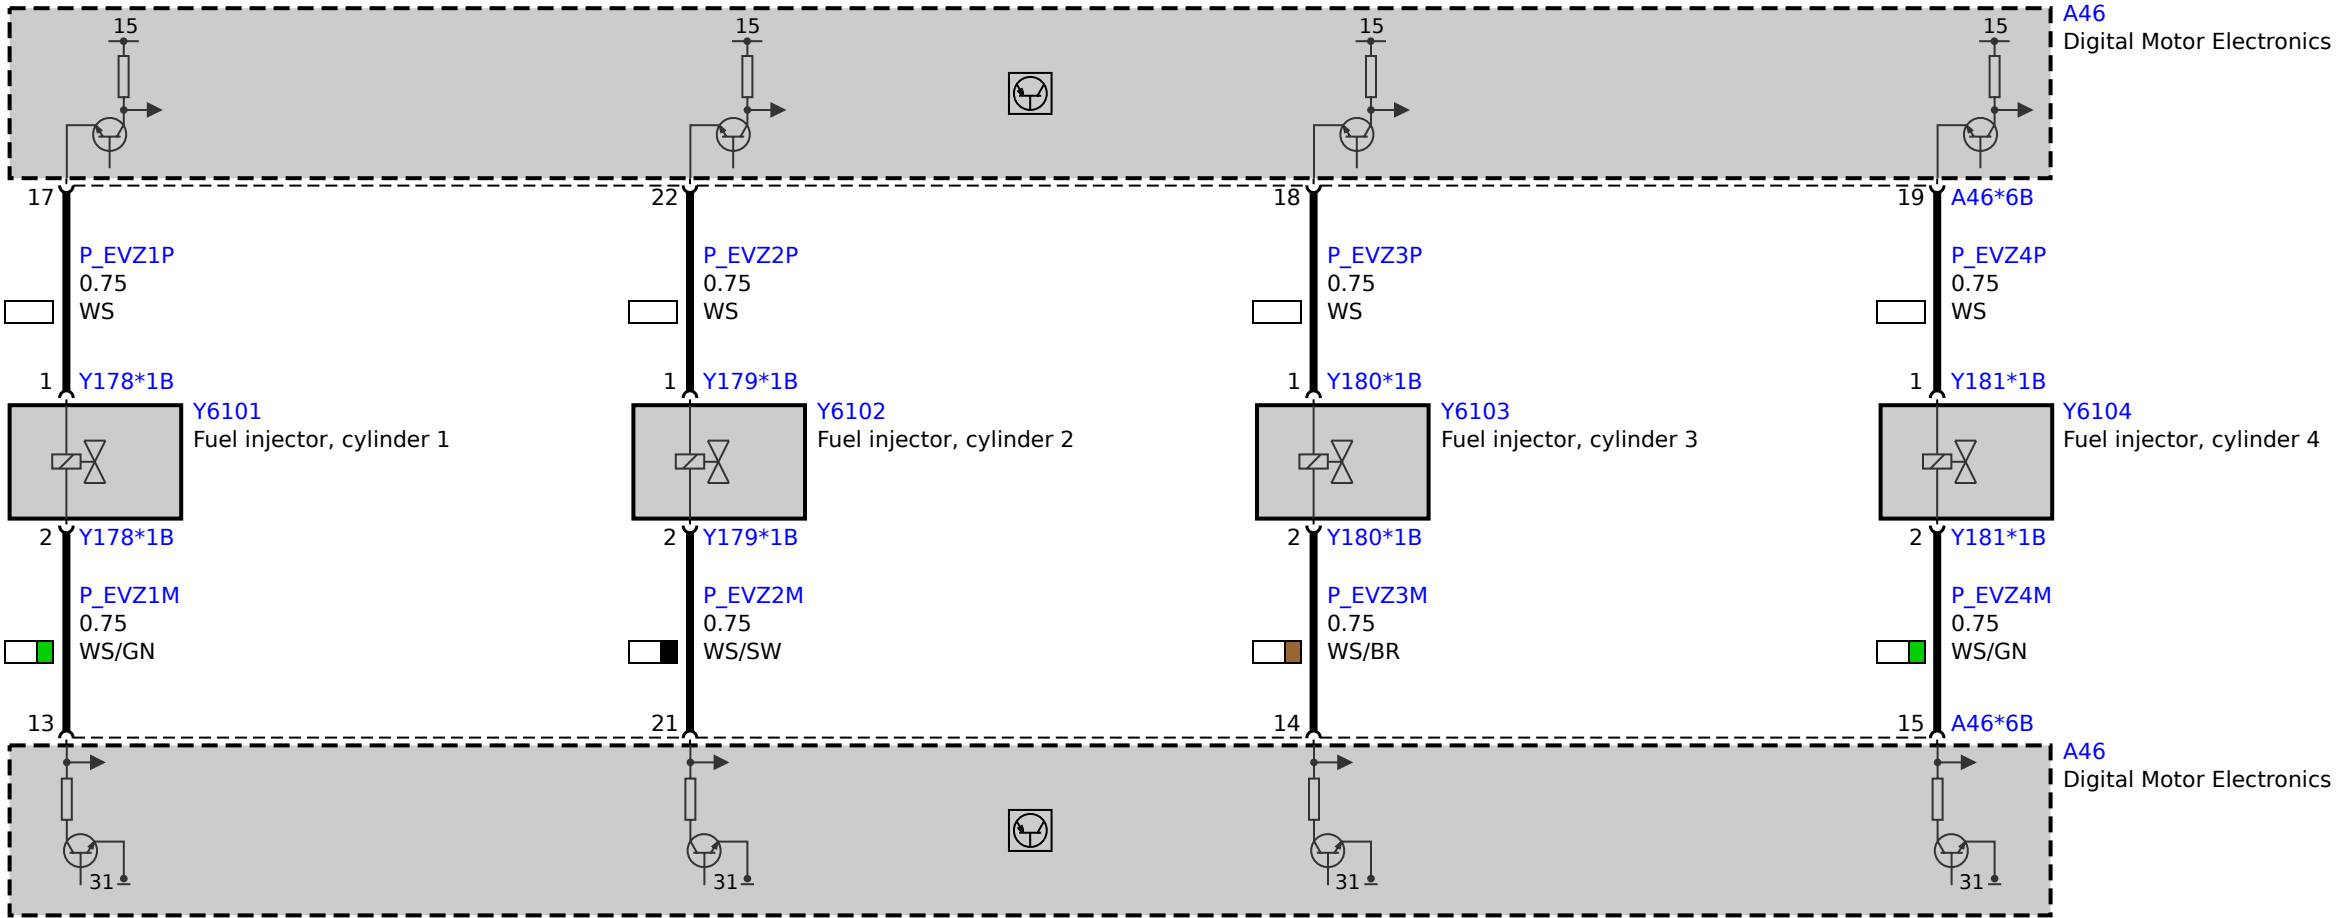 15 15 15 15
A46
Digital Motor Electronics
17 22 18 19 A46*6B
P_EVZ1P P_EVZ2P P_EVZ3P P_EVZ4P
0.75 0.75 0.75 0.75
WS WS WS WS
1 Y178*1B 1 Y179*1B 1 Y180*1B 1 Y181*1B
Y6101 Y6102 Y6103 Y6104
Fuel injector, cylinder 1 Fuel injector, cylinder 2 Fuel injector, cylinder 3 Fuel injector, cylinder 4
2 Y178*1B 2 Y179*1B 2 Y180*1B 2 Y181*1B
P_EVZ1M P_EVZ2M P_EVZ3M P_EVZ4M
0.75 0.75 0.75 0.75
WS/GN WS/SW WS/BR WS/GN
13 21 14 15 A46*6B
A46
Digital Motor Electronics
31 31 31 31